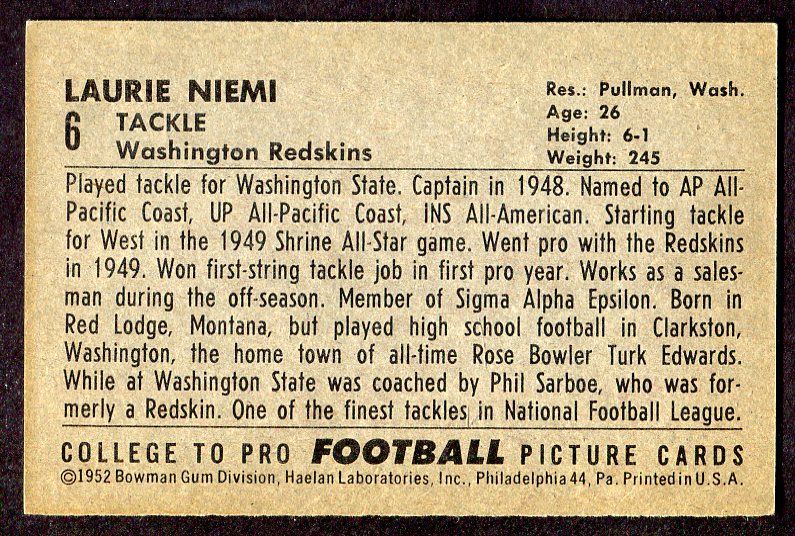 LAURIE NIEMI
6 TACKLE
Washington Redskins
Res.: Pullman, Wash.
Age: 26
Height: 6-1
Weight: 245
Played tackle for Washington State. Captain in 1948. Named to AP All-
Pacific Coast, UP All-Pacific Coast, INS All-American. Starting tackle
for West in the 1949 Shrine All-Star game. Went pro with the Redskins
in 1949. Won first-string tackle job in first pro year. Works as a sales-
man during the off-season. Member of Sigma Alpha Epsilon. Born in
Red Lodge, Montana, but played high school football in Clarkston,
Washington, the home town of all-time Rose Bowler Turk Edwards.
While at Washington State was coached by Phil Sarboe, who was for-
merly a Redskin. One of the finest tackles in National Football League.
COLLEGE TO PRO FOOTBALL PICTURE CARDS
©1952 Bowman Gum Division, Haelan Laboratories, Inc., Philadelphia 44, Pa. Printed in U.S.A.